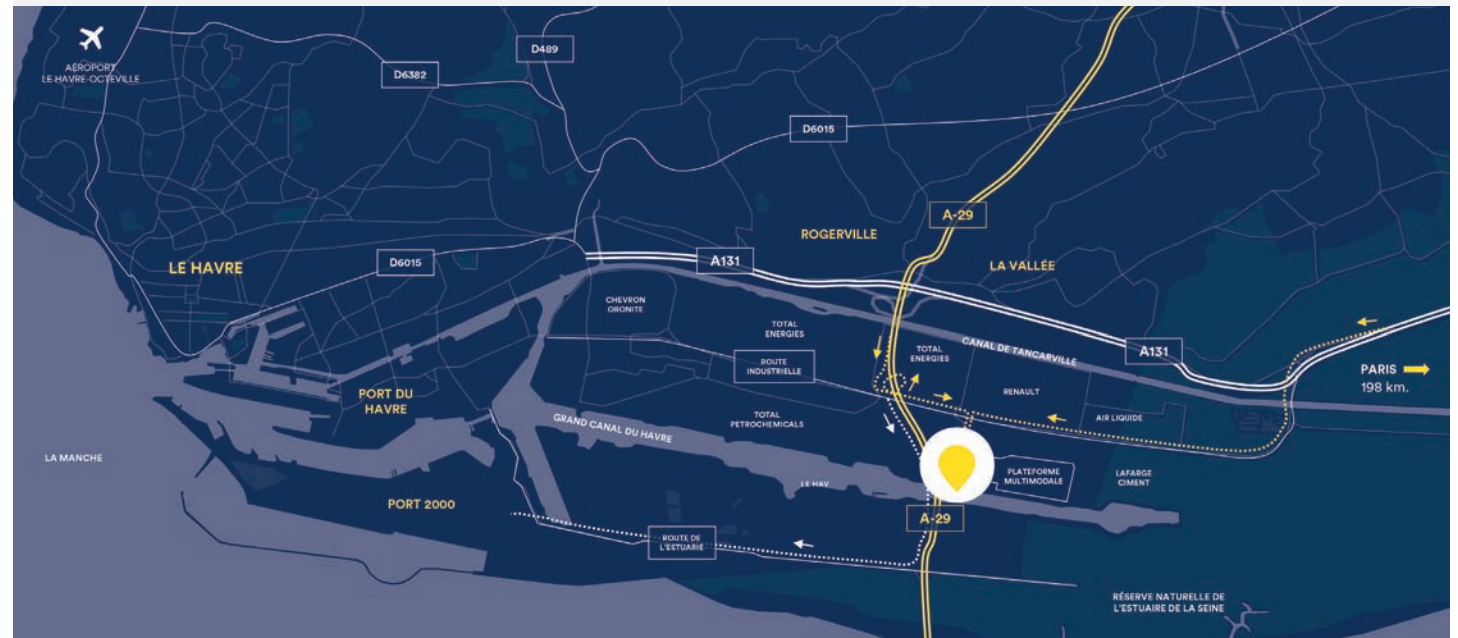 AÉROPORT
LE-HAVRE-OCTEVILLE
D489
D6382
D6015
A-29
ROGERVILLE
LE HAVRE
D6015
A131
LA VALLÉE
CHEVRON
ORONITE
TOTAL
ENERGIES
TOTAL
ENERGIES
CANAL DE TANCARVILLE
A131
ROUTE
INDUSTRIELLE
PARIS
198 km.
RENAULT
PORT DU
HAVRE
AIR LIQUIDE
TOTAL
PETROCHEMICALS
GRAND CANAL DU HAVRE
LA MANCHE
PLATEFORME
MULTIMODALE
LAFARGE
CIMENT
LE HAV
PORT 2000
A-29
ROUTE DE
L'ESTUARIE
RÉSERVE NATURELLE DE
L'ESTUAIRE DE LA SEINE